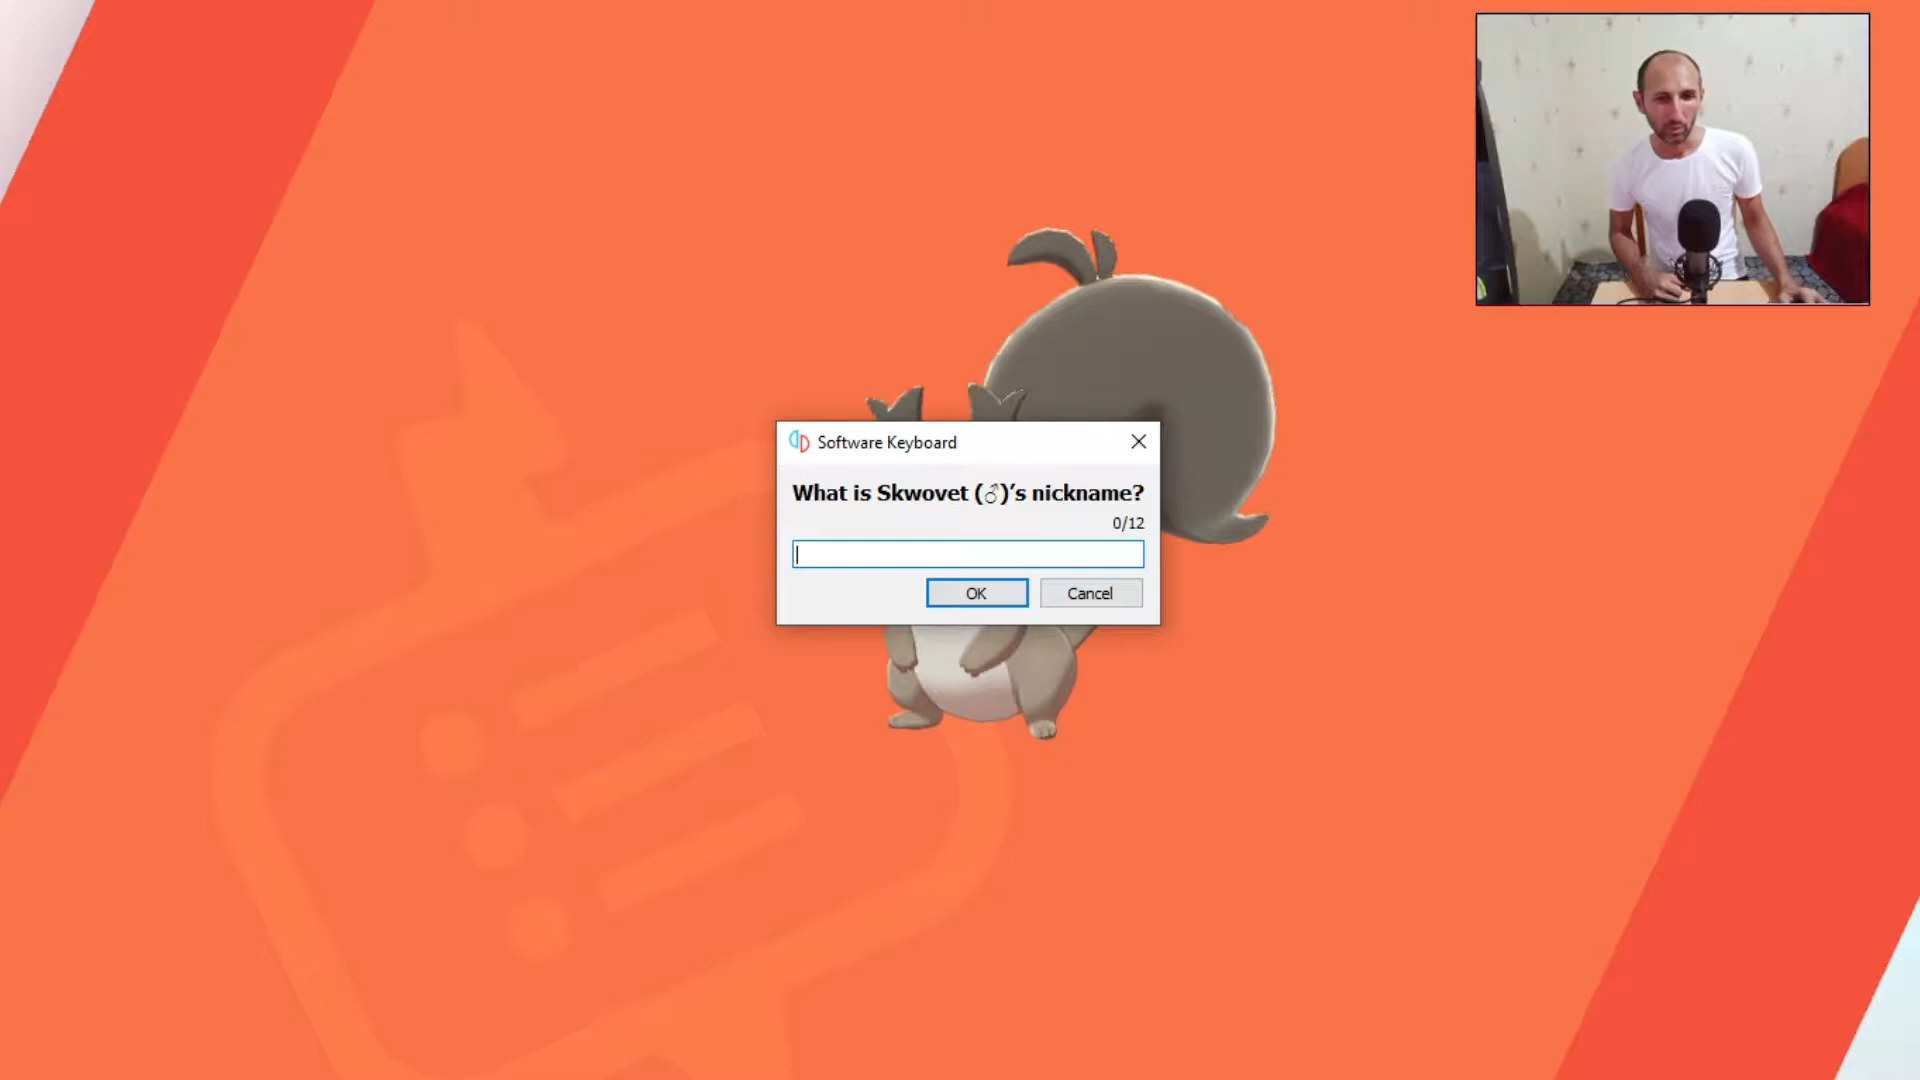 Software Keyboard
What is Skwovet (♂)'s nickname?
0/12
OK
Cancel